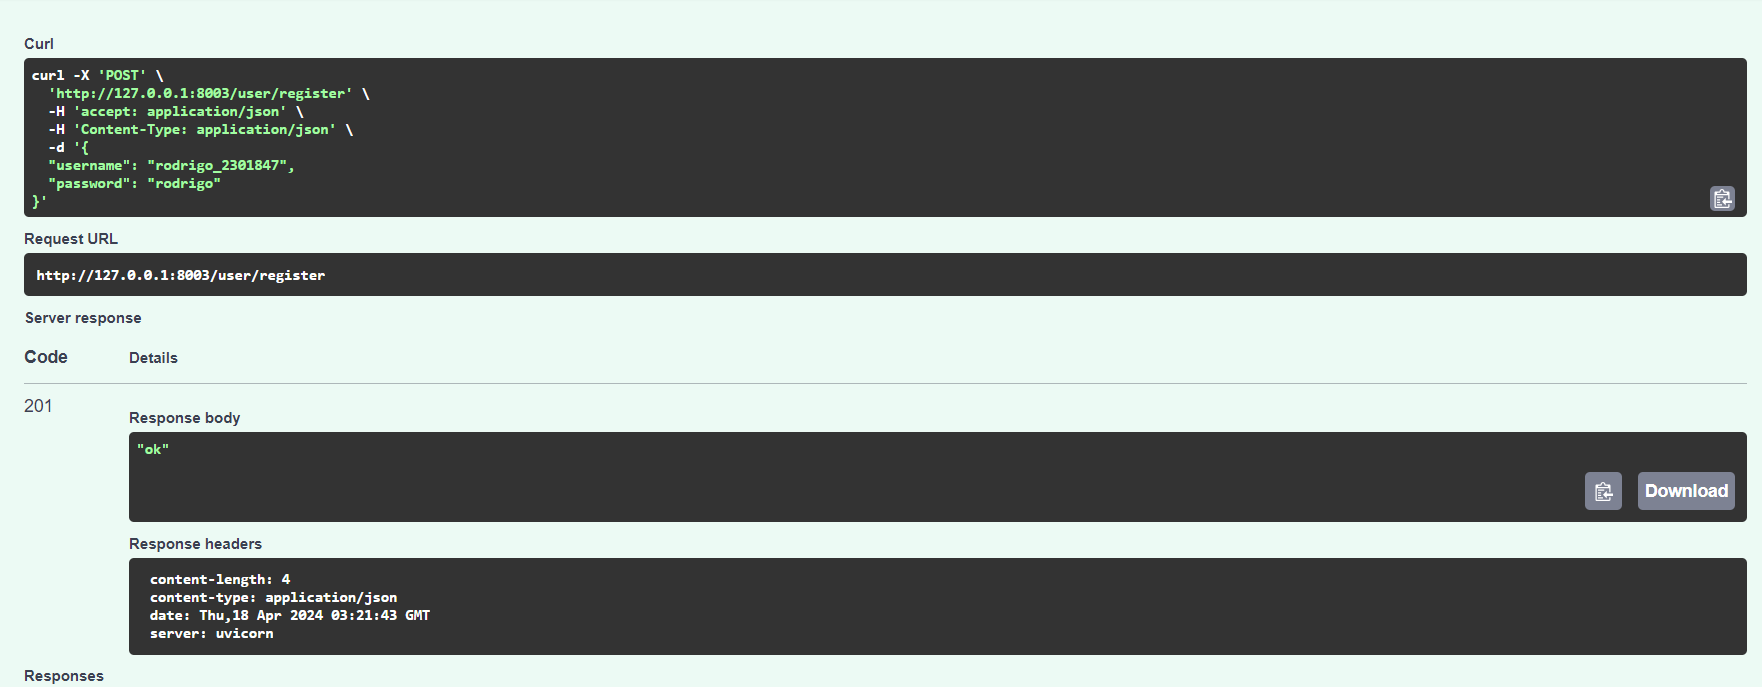 Curl
curl -X 'POST' \
'http://127.0.0.1:8003/user/register' \
-H 'accept: application/json' \
-H 'Content-Type: application/json' \
-d '{
"username": "rodrigo_2301847",
"password": "rodrigo"
}'
Request URL
http://127.0.0.1:8003/user/register
Server response
Code Details
201
Response body
"ok"
Download
Response headers
content-length: 4
content-type: application/json
date: Thu,18 Apr 2024 03:21:43 GMT
server: uvicorn
Responses